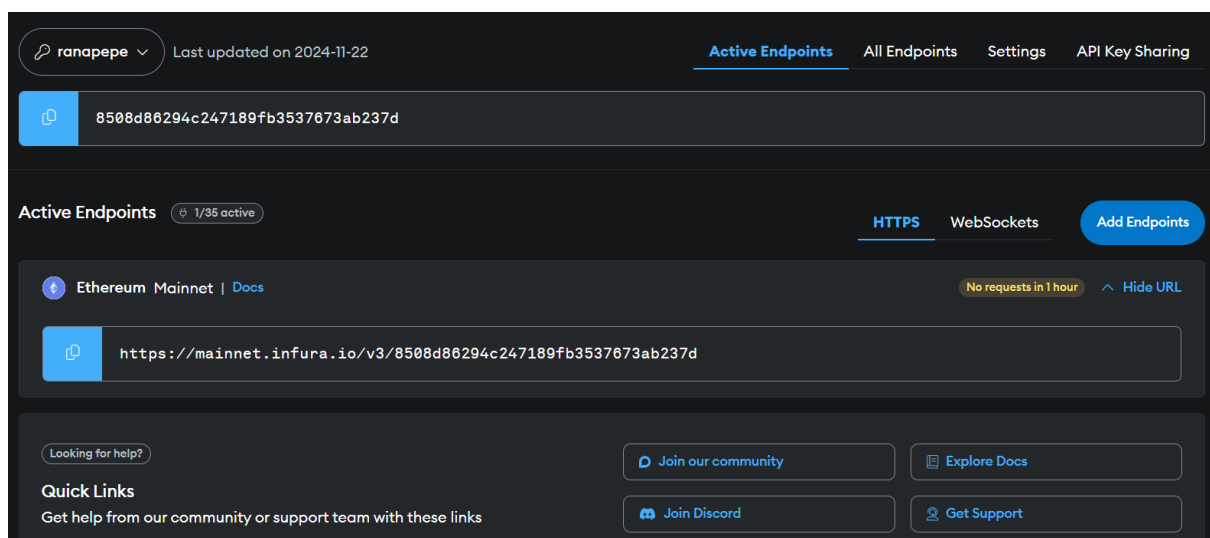 ranapepe Last updated on 2024-11-22 Active Endpoints All Endpoints Settings API Key Sharing
8508d86294c247189fb3537673ab237d
Active Endpoints 1/35 active
HTTPS WebSockets Add Endpoints
Ethereum Mainnet | Docs No requests in 1 hour Hide URL
https://mainnet.infura.io/v3/8508d86294c247189fb3537673ab237d
Looking for help?
Join our community Explore Docs
Quick Links
Get help from our community or support team with these links
Join Discord Get Support